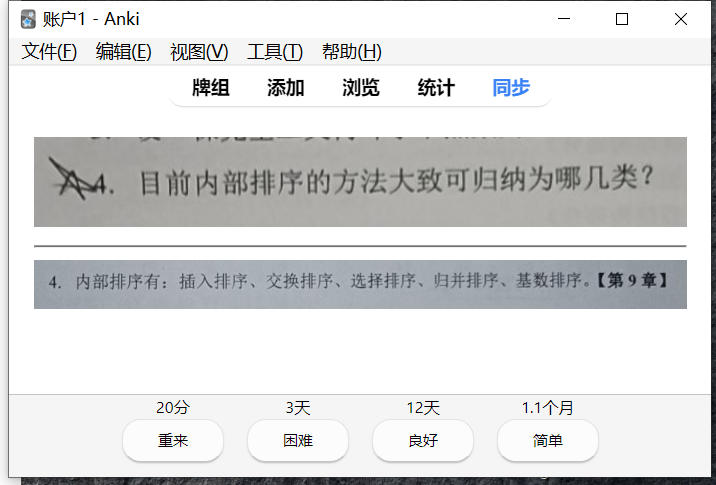 账户1 - Anki
文件(F) 编辑(E) 视图(V) 工具(T) 帮助(H)
牌组 添加 浏览 统计 同步
4. 目前内部排序的方法大致可归纳为哪几类？
4. 内部排序有：插入排序、交换排序、选择排序、归并排序、基数排序。【第9章】
20分 3天 12天 1.1个月
重来 困难 良好 简单